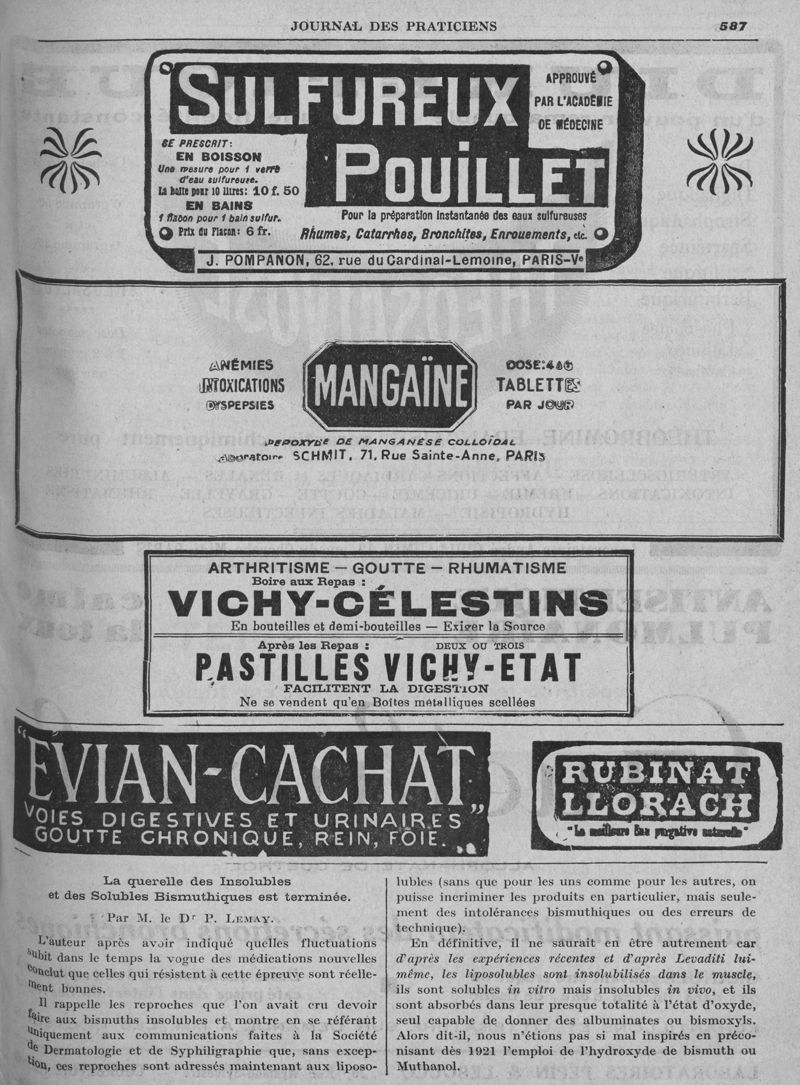 JOURNAL DES PRATICIENS 587
SULFUREUX
POUILLET
APPROUVÉ
PAR L'ACADÉMIE
DE MÉDECINE
SE PRESCRIT:
EN BOISSON
Une mesure pour 1 verre
d'eau sulfureuse.
La boîte pour 10 litres: 10 f. 50
EN BAINS
1 flacon pour 1 bain sulfur.
Prix du Flacon: 6 fr.
Pour la préparation instantanée des eaux sulfureuses
Rhumes, Catarrhes, Bronchites, Enrouements, etc.
J. POMPANON, 62, rue du Cardinal-Lemoine, PARIS-Ve
ANÉMIES
INTOXICATIONS
DYSPEPSIES
MANGAÏNE
DOSE: 4 à 6
TABLETTES
PAR JOUR
PEROXYDE DE MANGANÈSE COLLOÏDAL
Laboratoire SCHMIT, 71, Rue Sainte-Anne, PARIS
ARTHRITISME — GOUTTE — RHUMATISME
Boire aux Repas :
VICHY-CÉLESTINS
En bouteilles et demi-bouteilles — Exiger la Source
Après les Repas : DEUX OU TROIS
PASTILLES VICHY-ETAT
FACILITENT LA DIGESTION
Ne se vendent qu'en Boîtes métalliques scellées
"ÉVIAN-CACHAT"
VOIES DIGESTIVES ET URINAIRES
GOUTTE CHRONIQUE, REIN, FOIE.
RUBINAT
LLORACH
"La meilleure Eau purgative naturelle"
La querelle des Insolubles
et des Solubles Bismuthiques est terminée.
Par M. le Dr P. LEMAY.
L'auteur après avoir indiqué quelles fluctuations
subit dans le temps la vogue des médications nouvelles
conclut que celles qui résistent à cette épreuve sont réelle-
ment bonnes.
Il rappelle les reproches que l'on avait cru devoir
faire aux bismuths insolubles et montre en se référant
uniquement aux communications faites à la Société
de Dermatologie et de Syphiligraphie que, sans excep-
tion, ces reproches sont adressés maintenant aux liposo-
lubles (sans que pour les uns comme pour les autres, on
puisse incriminer les produits en particulier, mais seule-
ment des intolérances bismuthiques ou des erreurs de
technique).
En définitive, il ne saurait en être autrement car
d'après les expériences récentes et d'après Levaditi lui-
même, les liposolubles sont insolubilisés dans le muscle,
ils sont solubles in vitro mais insolubles in vivo, et ils
sont absorbés dans leur presque totalité à l'état d'oxyde,
seul capable de donner des albuminates ou bismoxyls.
Alors dit-il, nous n'étions pas si mal inspirés en préco-
nisant dès 1921 l'emploi de l'hydroxyde de bismuth ou
Muthanol.